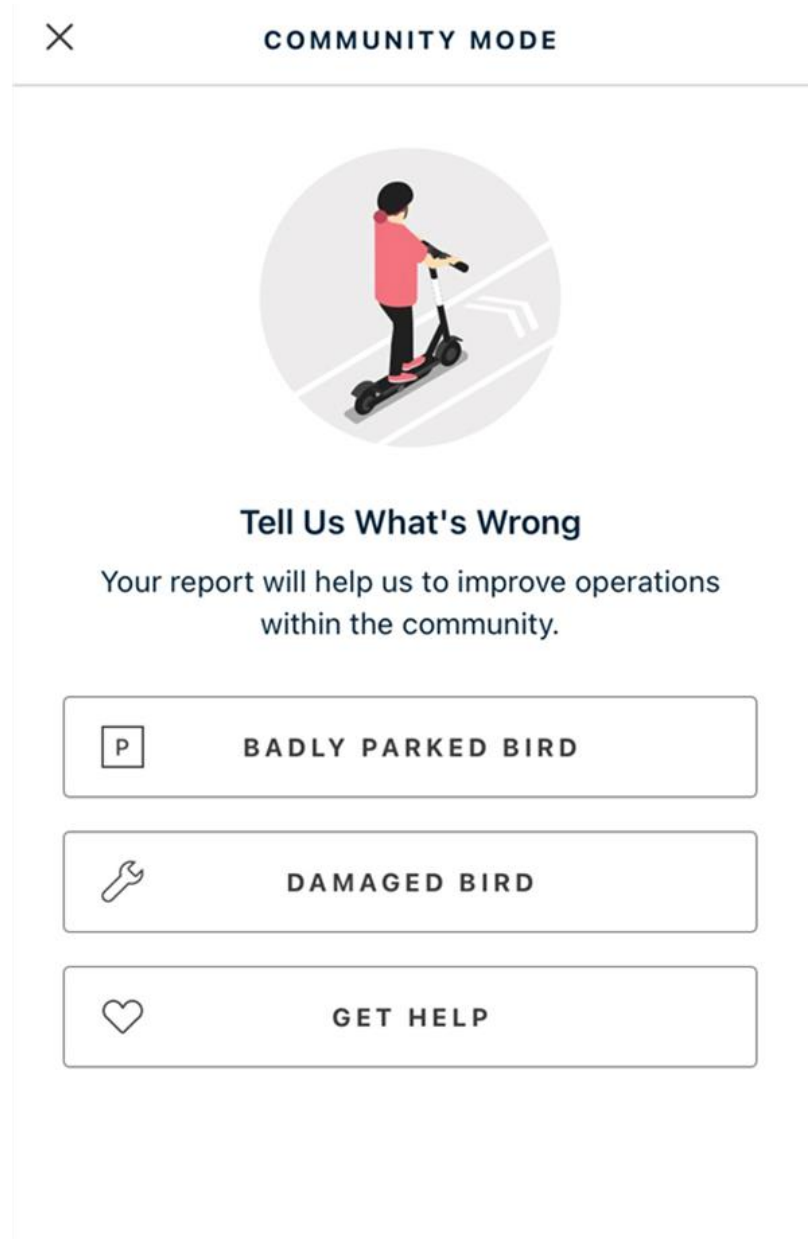 COMMUNITY MODE
Tell Us What's Wrong
Your report will help us to improve operations
within the community.
P
BADLY PARKED BIRD
DAMAGED BIRD
GET HELP